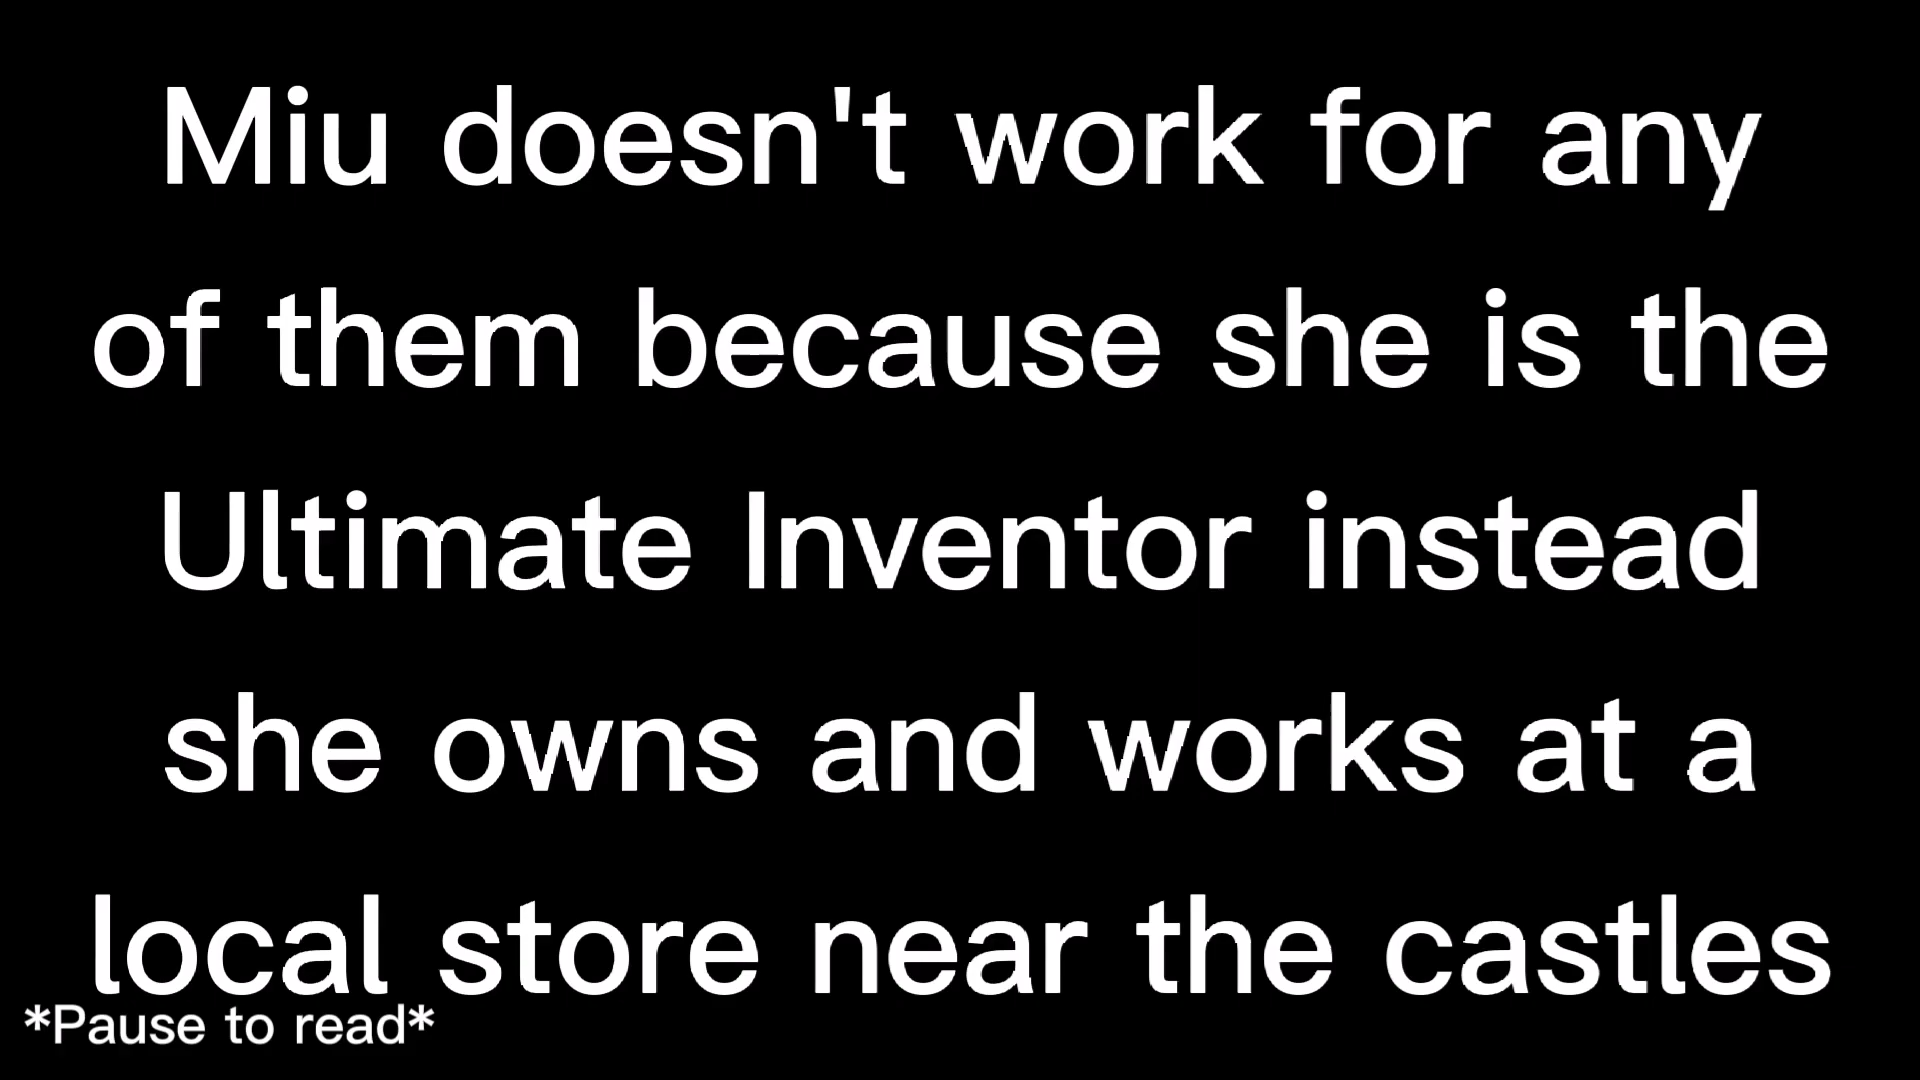 Miu doesn't work for any
of them because she is the
Ultimate Inventor instead
she owns and works at a
local store near the castles
*Pause to read*